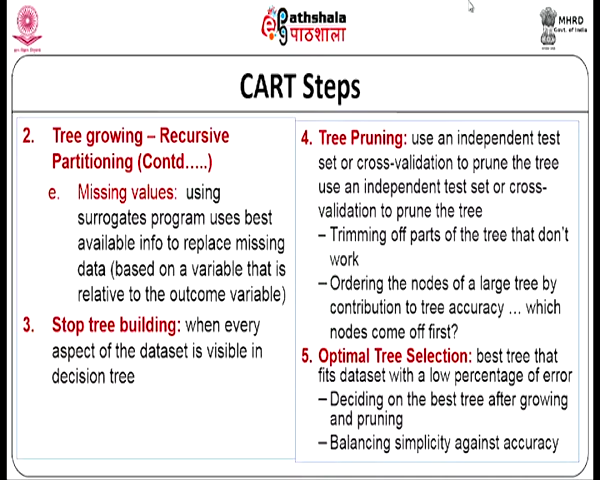 Pathshala
पाठशाला
MHRD
Govt. of India
CART Steps
2. Tree growing – Recursive
Partitioning (Contd…..)
e. Missing values: using
surrogates program uses best
available info to replace missing
data (based on a variable that is
relative to the outcome variable)
3. Stop tree building: when every
aspect of the dataset is visible in
decision tree
4. Tree Pruning: use an independent test
set or cross-validation to prune the tree
use an independent test set or cross-
validation to prune the tree
– Trimming off parts of the tree that don't
work
– Ordering the nodes of a large tree by
contribution to tree accuracy … which
nodes come off first?
5. Optimal Tree Selection: best tree that
fits dataset with a low percentage of error
– Deciding on the best tree after growing
and pruning
– Balancing simplicity against accuracy